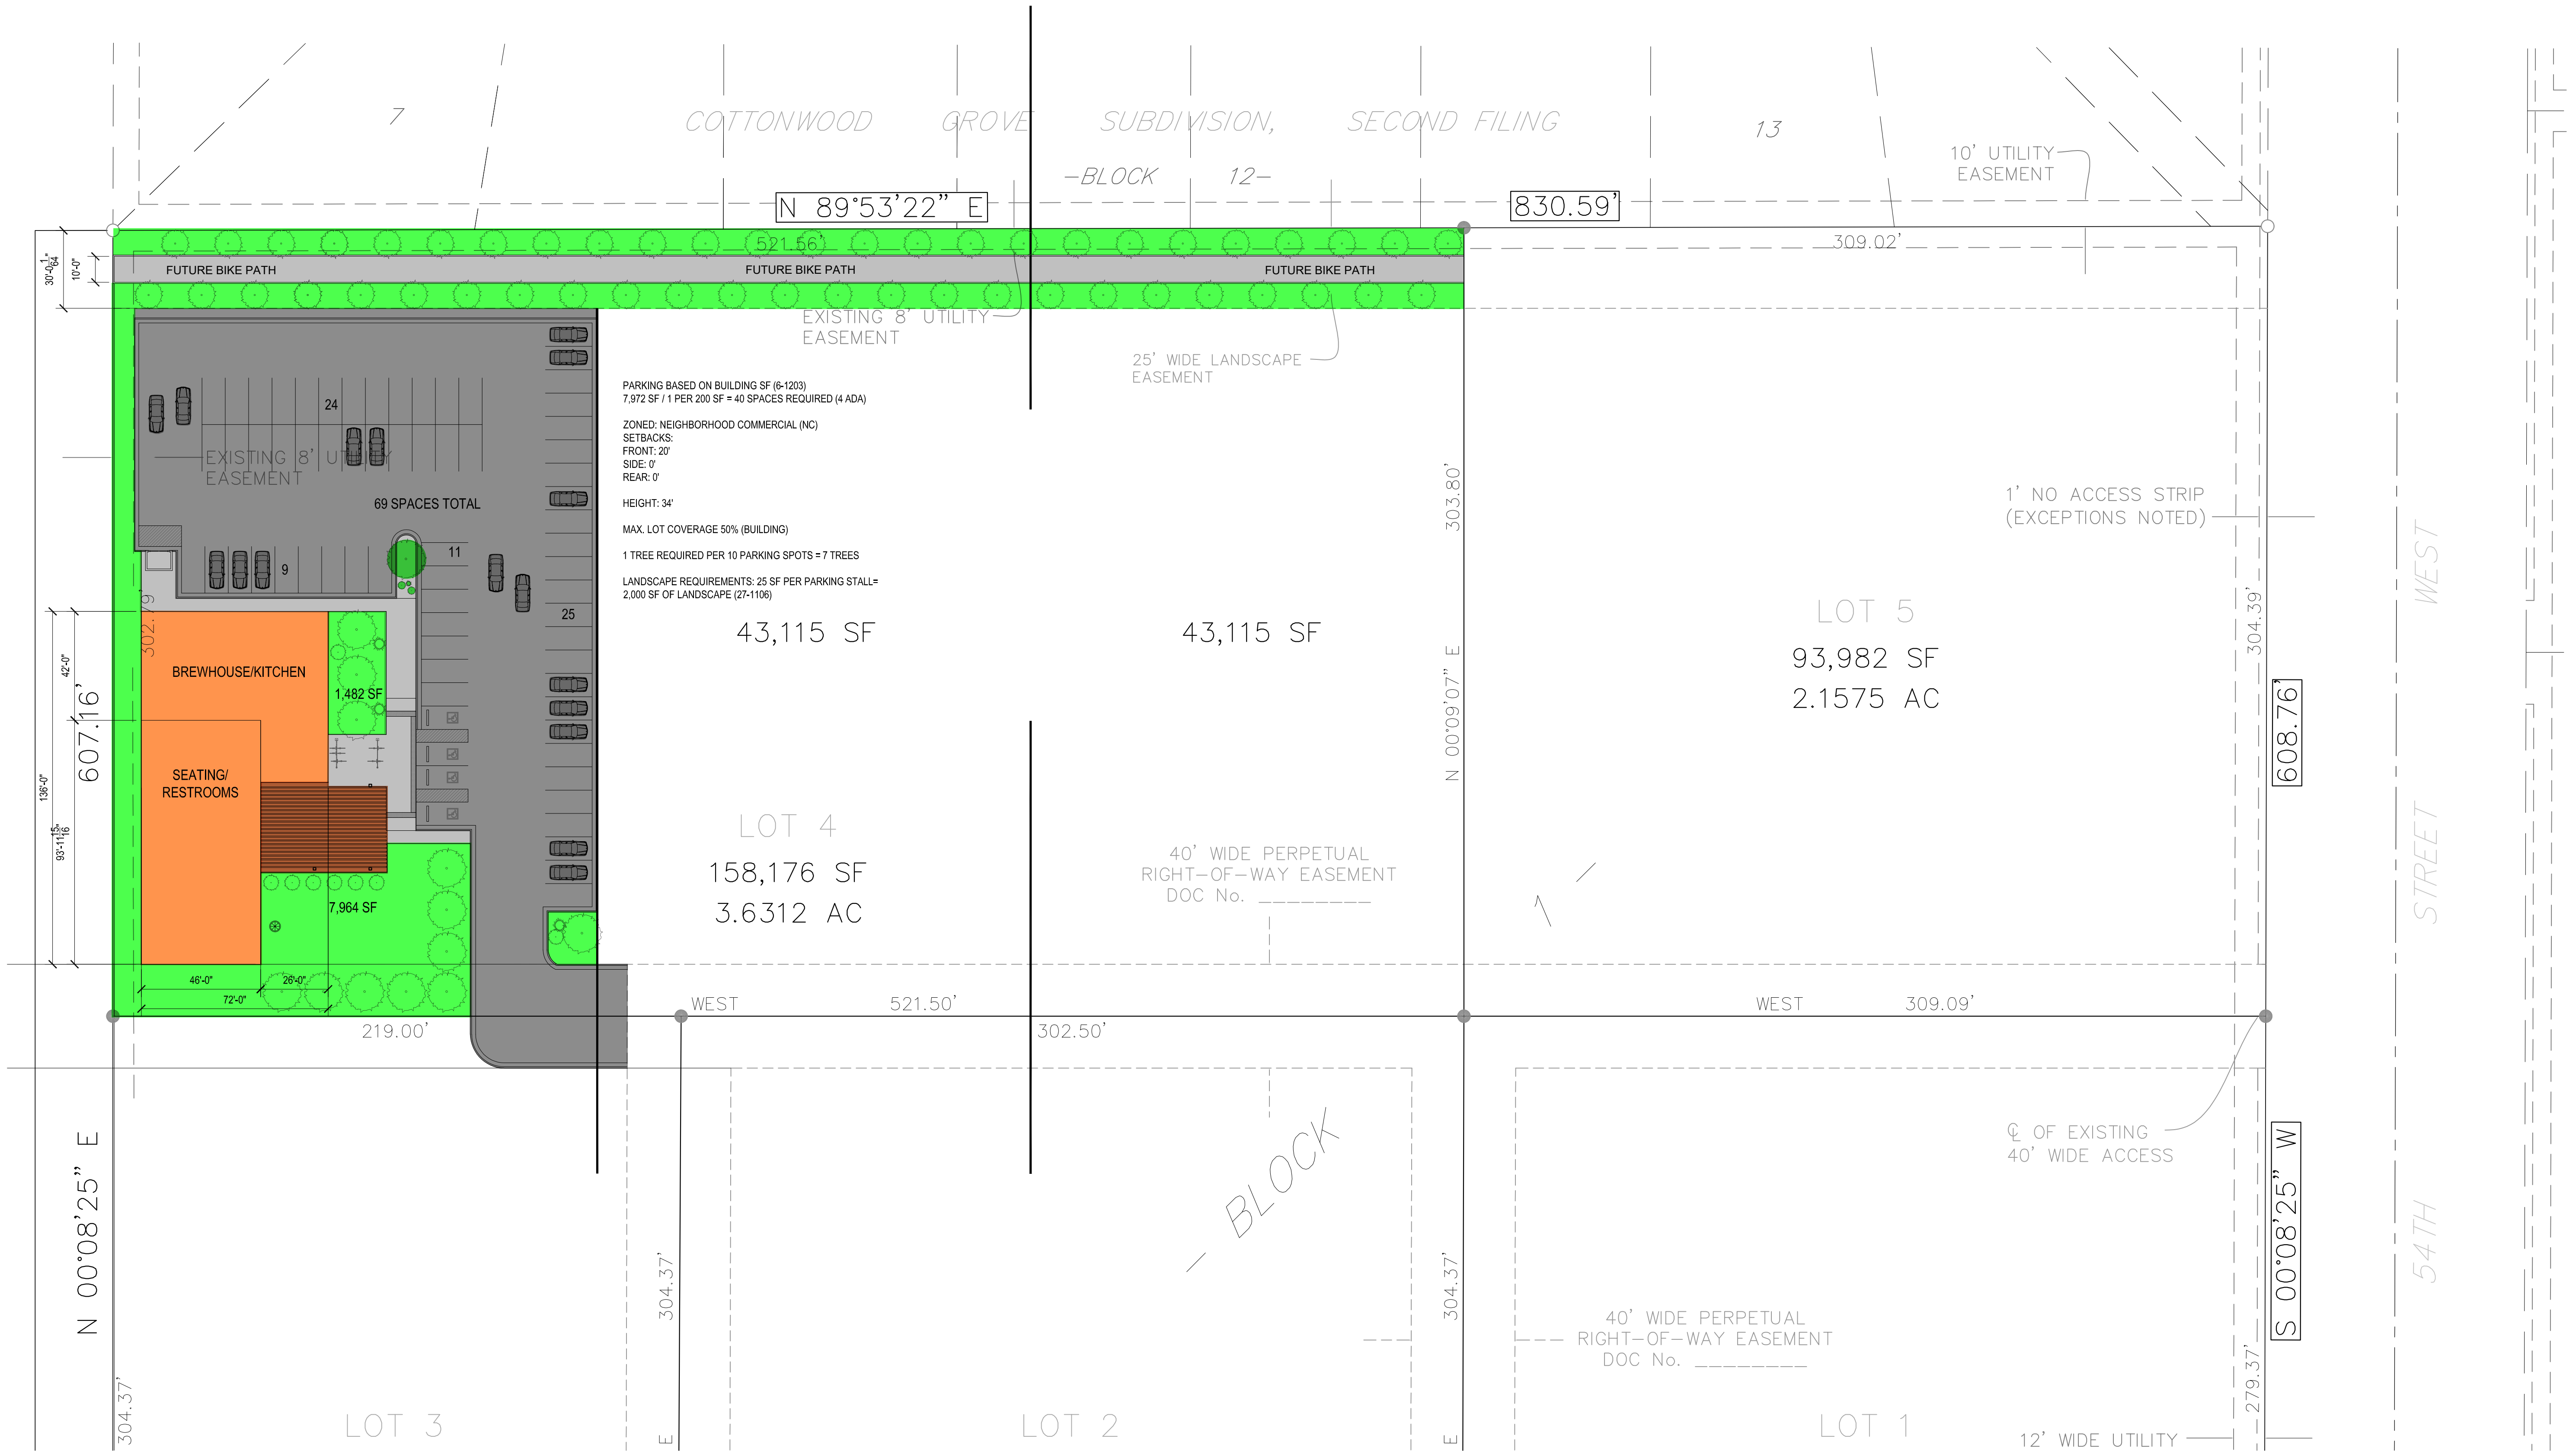 7
COTTONWOOD GROVE SUBDIVISION, SECOND FILING
13
-BLOCK 12-
10' UTILITY
EASEMENT
N 89°53'22" E
830.59'
521.56'
309.02'
30'-0 1/64"
10'-0"
FUTURE BIKE PATH
FUTURE BIKE PATH
FUTURE BIKE PATH
EXISTING 8' UTILITY
EASEMENT
25' WIDE LANDSCAPE
EASEMENT
24
EXISTING 8' UTILITY
EASEMENT
69 SPACES TOTAL
11
9
25
302.79'
PARKING BASED ON BUILDING SF (6-1203)
7,972 SF / 1 PER 200 SF = 40 SPACES REQUIRED (4 ADA)
ZONED: NEIGHBORHOOD COMMERCIAL (NC)
SETBACKS:
FRONT: 20'
SIDE: 0'
REAR: 0'
HEIGHT: 34'
MAX. LOT COVERAGE 50% (BUILDING)
1 TREE REQUIRED PER 10 PARKING SPOTS = 7 TREES
LANDSCAPE REQUIREMENTS: 25 SF PER PARKING STALL=
2,000 SF OF LANDSCAPE (27-1106)
43,115 SF
43,115 SF
303.80'
N 00°09'07" E
1' NO ACCESS STRIP
(EXCEPTIONS NOTED)
LOT 5
93,982 SF
2.1575 AC
304.39'
608.76'
WEST
STREET
54TH
BREWHOUSE/KITCHEN
1,482 SF
SEATING/
RESTROOMS
7,964 SF
42'-0"
136'-0"
93'-11 15/16"
607.16'
46'-0"
26'-0"
72'-0"
LOT 4
158,176 SF
3.6312 AC
40' WIDE PERPETUAL
RIGHT-OF-WAY EASEMENT
DOC No. ________
1
WEST 521.50'
WEST 309.09'
219.00'
302.50'
BLOCK
℄ OF EXISTING
40' WIDE ACCESS
N 00°08'25" E
S 00°08'25" W
304.37'
304.37'
E
304.37'
E
279.37'
40' WIDE PERPETUAL
RIGHT-OF-WAY EASEMENT
DOC No. ________
LOT 3
LOT 2
LOT 1
12' WIDE UTILITY